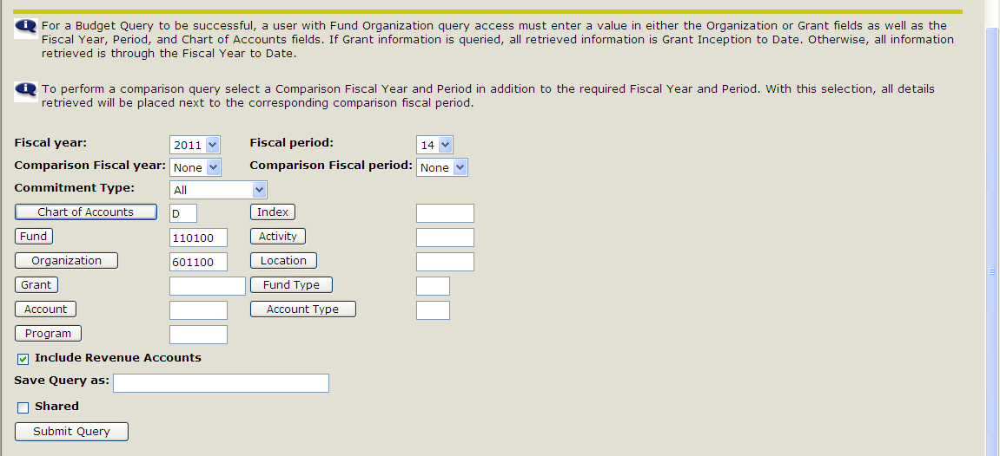 For a Budget Query to be successful, a user with Fund Organization query access must enter a value in either the Organization or Grant fields as well as the
Fiscal Year, Period, and Chart of Accounts fields. If Grant information is queried, all retrieved information is Grant Inception to Date. Otherwise, all information
retrieved is through the Fiscal Year to Date.
To perform a comparison query select a Comparison Fiscal Year and Period in addition to the required Fiscal Year and Period. With this selection, all details
retrieved will be placed next to the corresponding comparison fiscal period.
Fiscal year: 2011 Fiscal period: 14
Comparison Fiscal year: None Comparison Fiscal period: None
Commitment Type: All
Chart of Accounts D Index
Fund 110100 Activity
Organization 601100 Location
Grant Fund Type
Account Account Type
Program
Include Revenue Accounts
Save Query as:
Shared
Submit Query